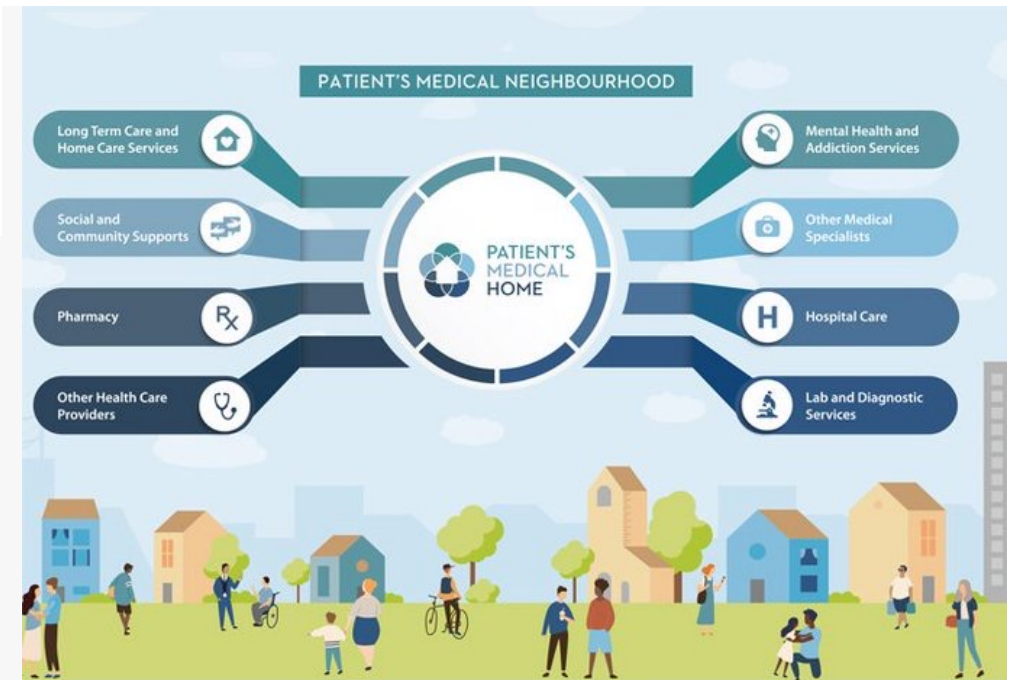 PATIENT'S MEDICAL NEIGHBOURHOOD
Long Term Care and
Home Care Services
Social and
Community Supports
Pharmacy
Rx
Other Health Care
Providers
PATIENT'S
MEDICAL
HOME
Mental Health and
Addiction Services
Other Medical
Specialists
H
Hospital Care
Lab and Diagnostic
Services